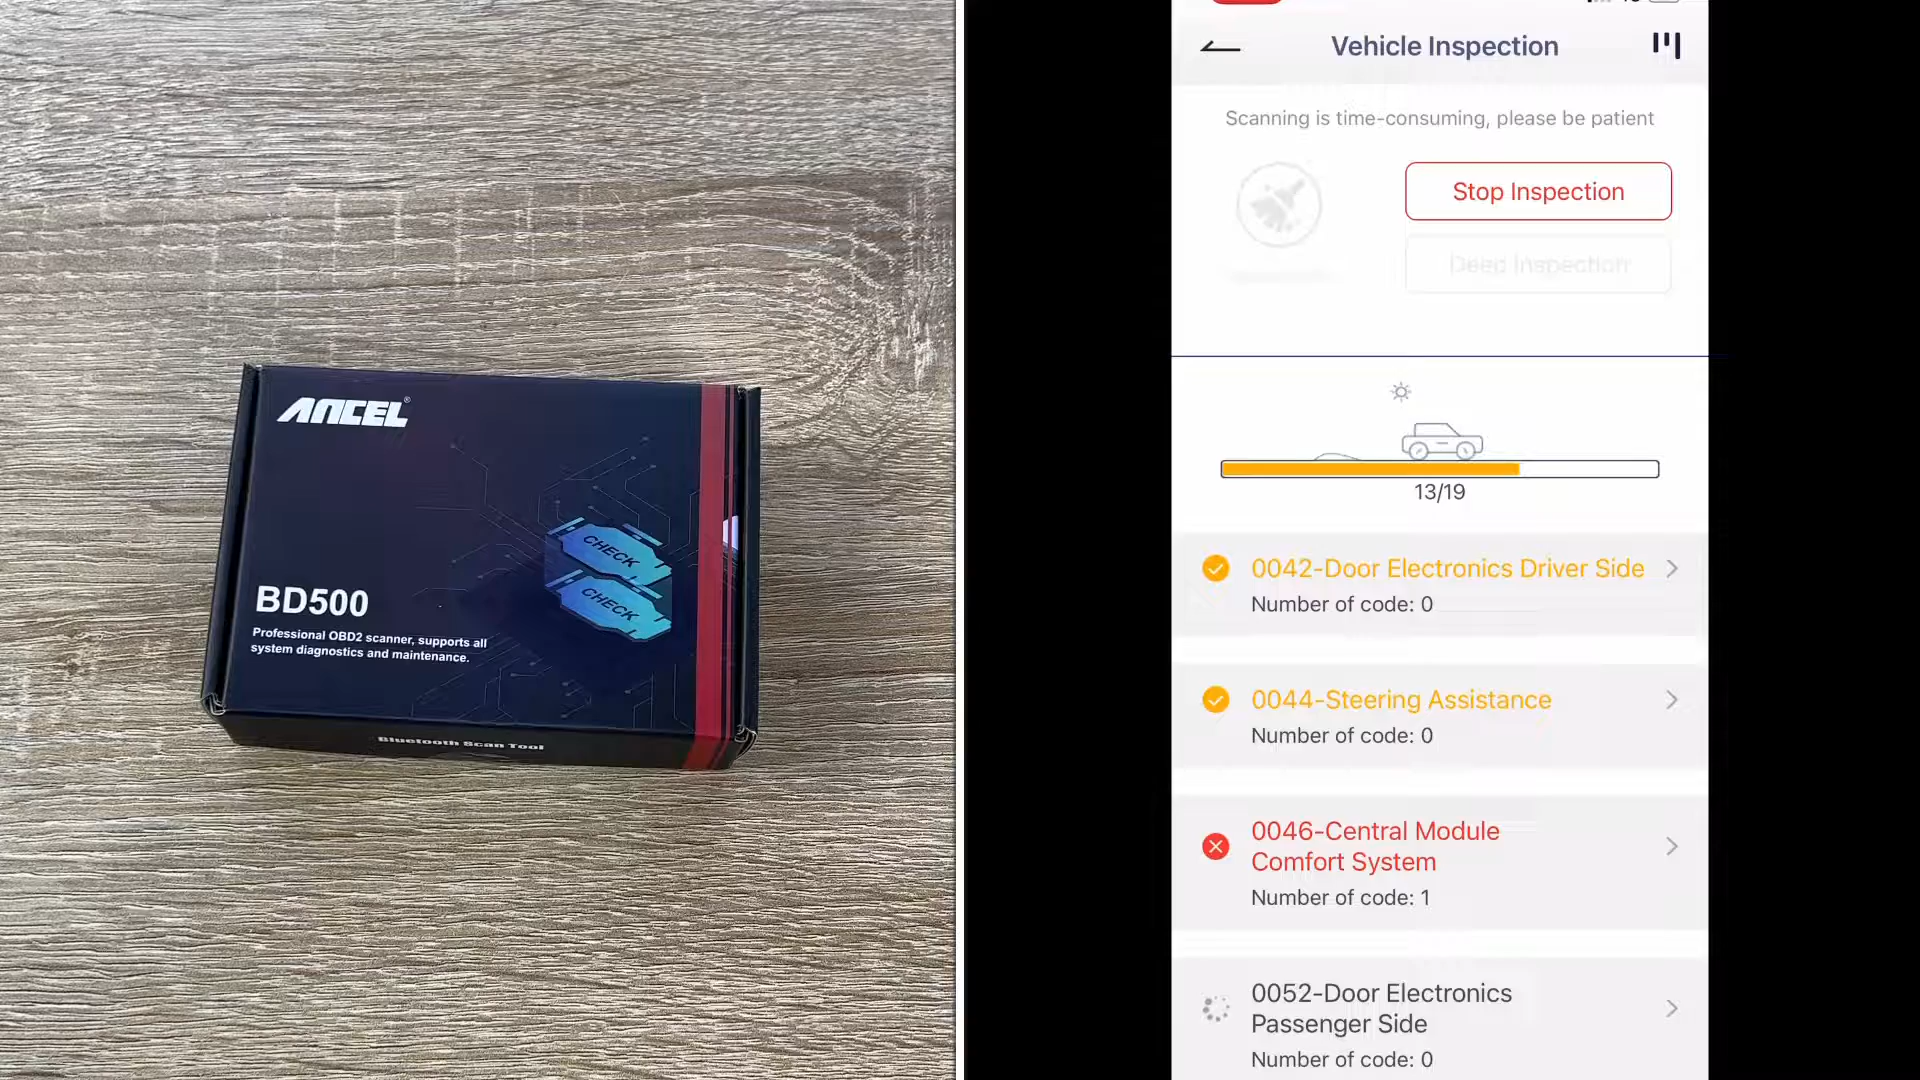 ANCEL®
CHECK
CHECK
BD500
Professional OBD2 scanner, supports all
system diagnostics and maintenance.
Bluetooth Scan Tool
Vehicle Inspection
Scanning is time-consuming, please be patient
Stop Inspection
Deep Inspection
13/19
0042-Door Electronics Driver Side
Number of code: 0
0044-Steering Assistance
Number of code: 0
0046-Central Module
Comfort System
Number of code: 1
0052-Door Electronics
Passenger Side
Number of code: 0